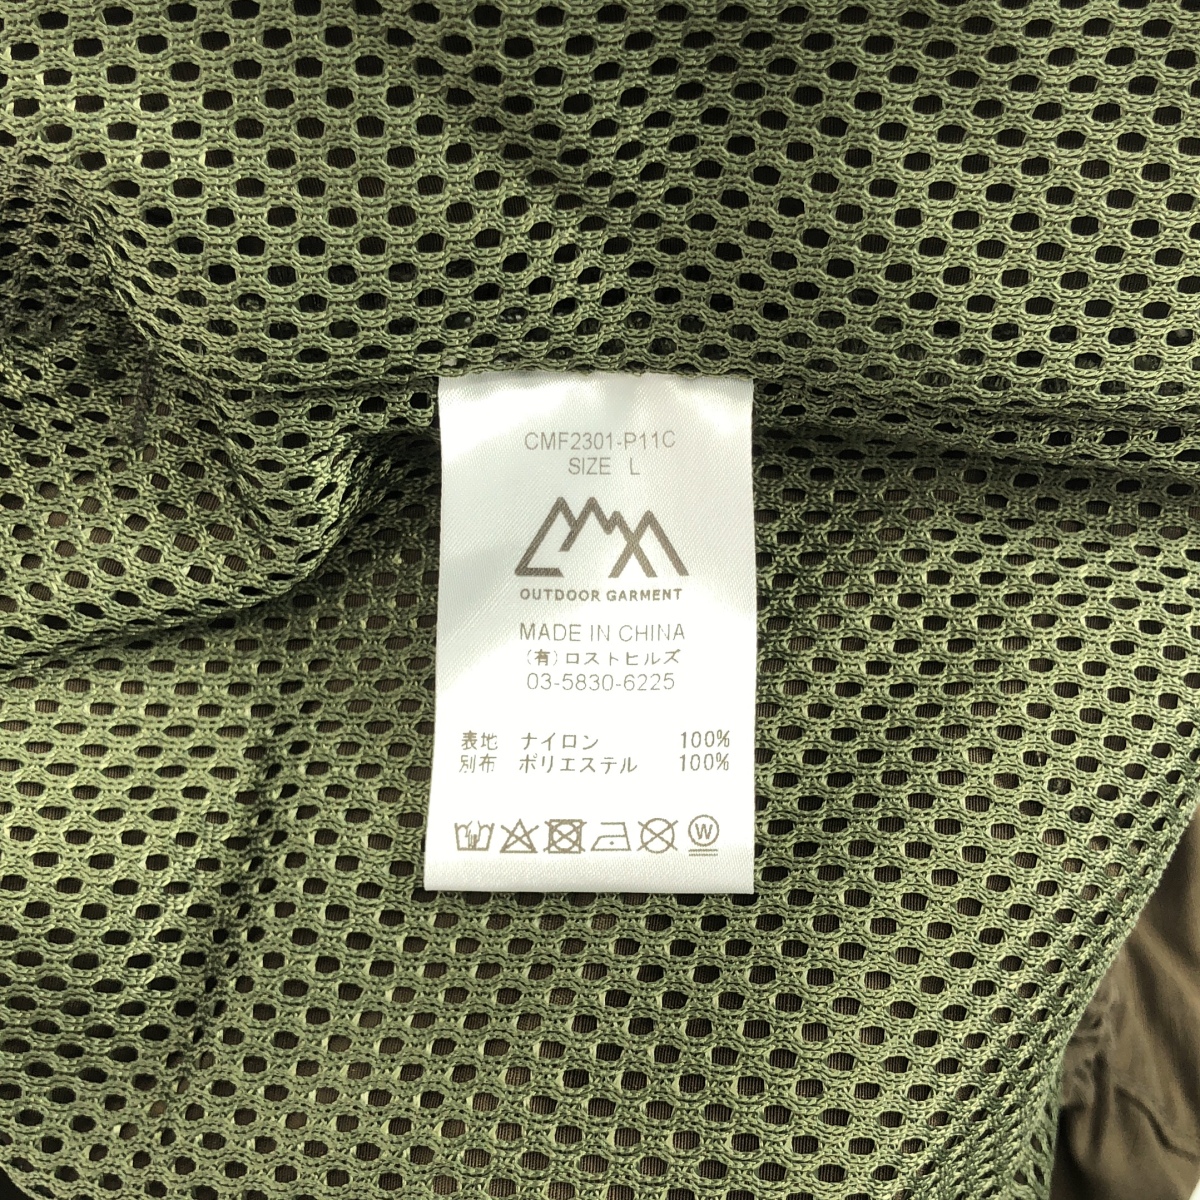 CMF2301-P11C
SIZE L
OUTDOOR GARMENT
MADE IN CHINA
(有)ロストヒルズ
03-5830-6225
表地 ナイロン 100%
別布 ポリエステル 100%
W